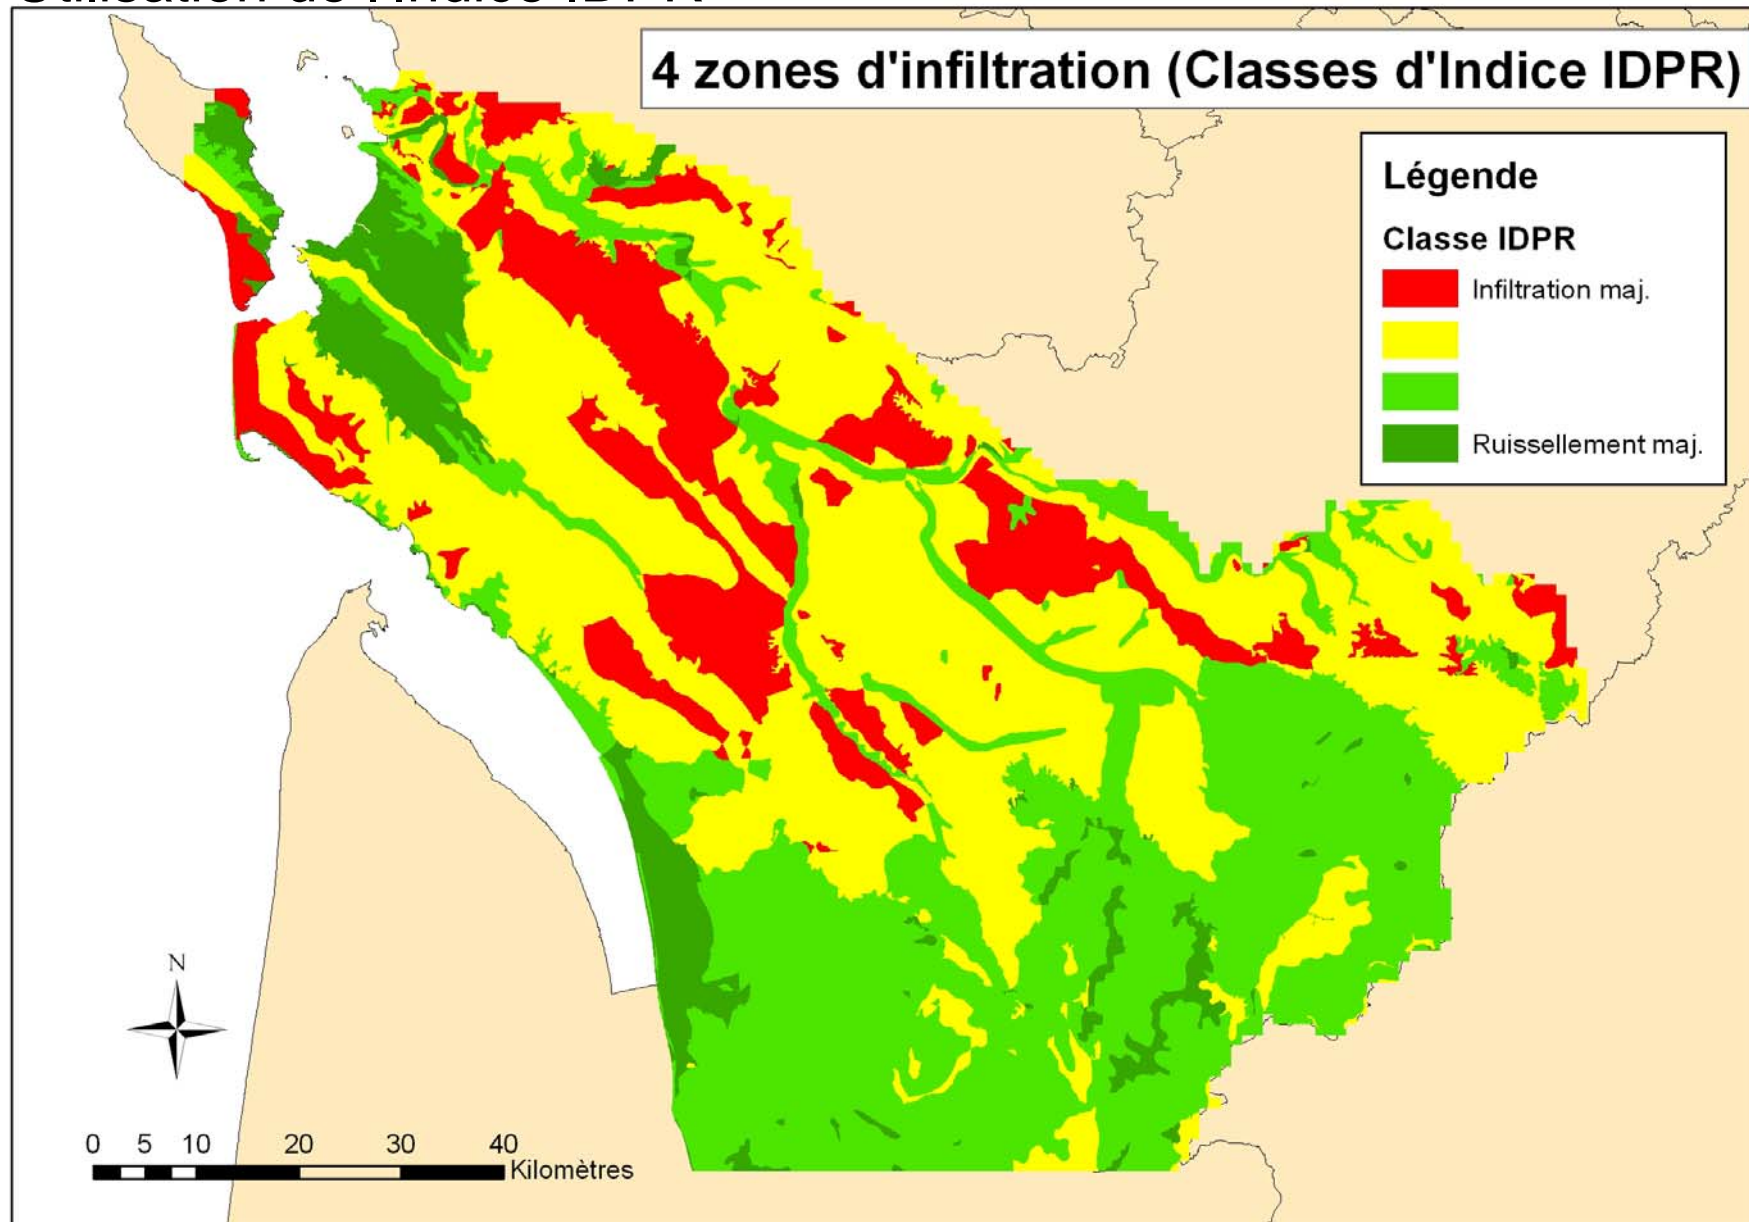 4 zones d'infiltration (Classes d'Indice IDPR)
Légende
Classe IDPR
Infiltration maj.
Ruissellement maj.
N
0 5 10 20 30 40
Kilomètres